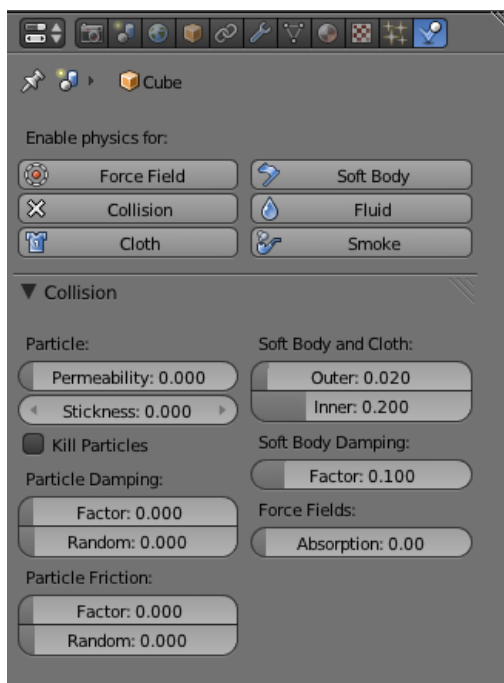 Cube
Enable physics for:
Force Field
Soft Body
Collision
Fluid
Cloth
Smoke
Collision
Particle:
Permeability: 0.000
Stickness: 0.000
Kill Particles
Particle Damping:
Factor: 0.000
Random: 0.000
Particle Friction:
Factor: 0.000
Random: 0.000
Soft Body and Cloth:
Outer: 0.020
Inner: 0.200
Soft Body Damping:
Factor: 0.100
Force Fields:
Absorption: 0.00